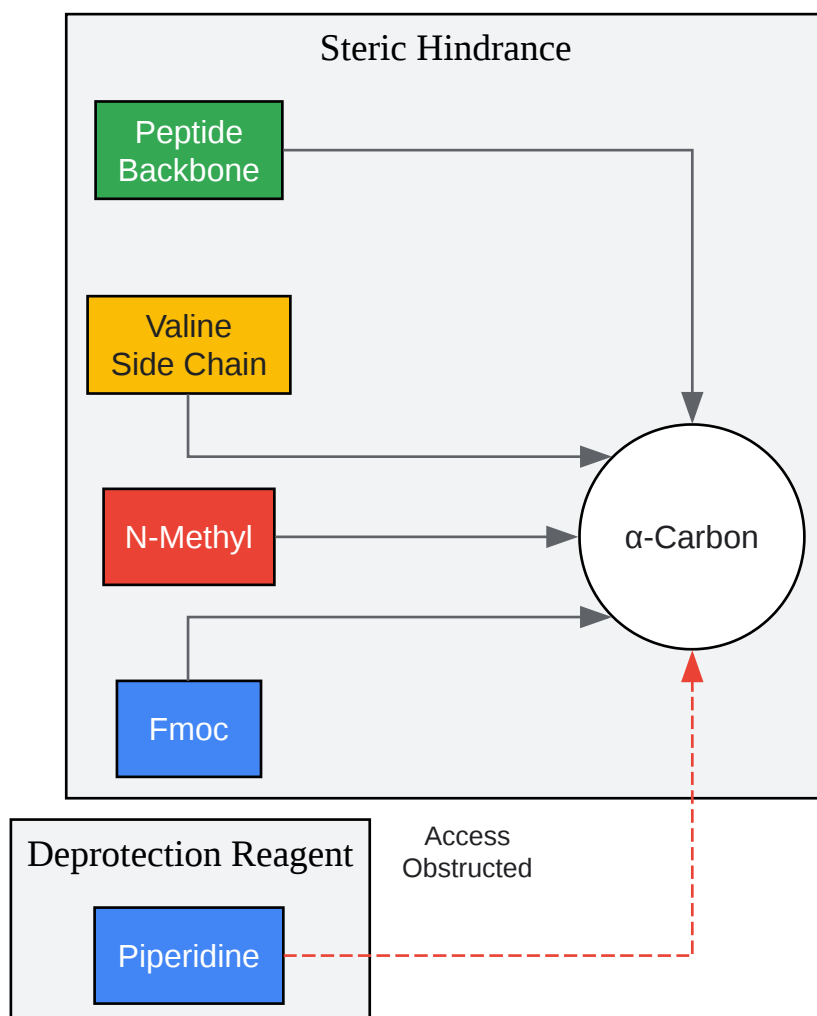 Steric Hindrance
Peptide
Backbone
Valine
Side Chain
N-Methyl
α-Carbon
Fmoc
Access
Obstructed
Deprotection Reagent
Piperidine